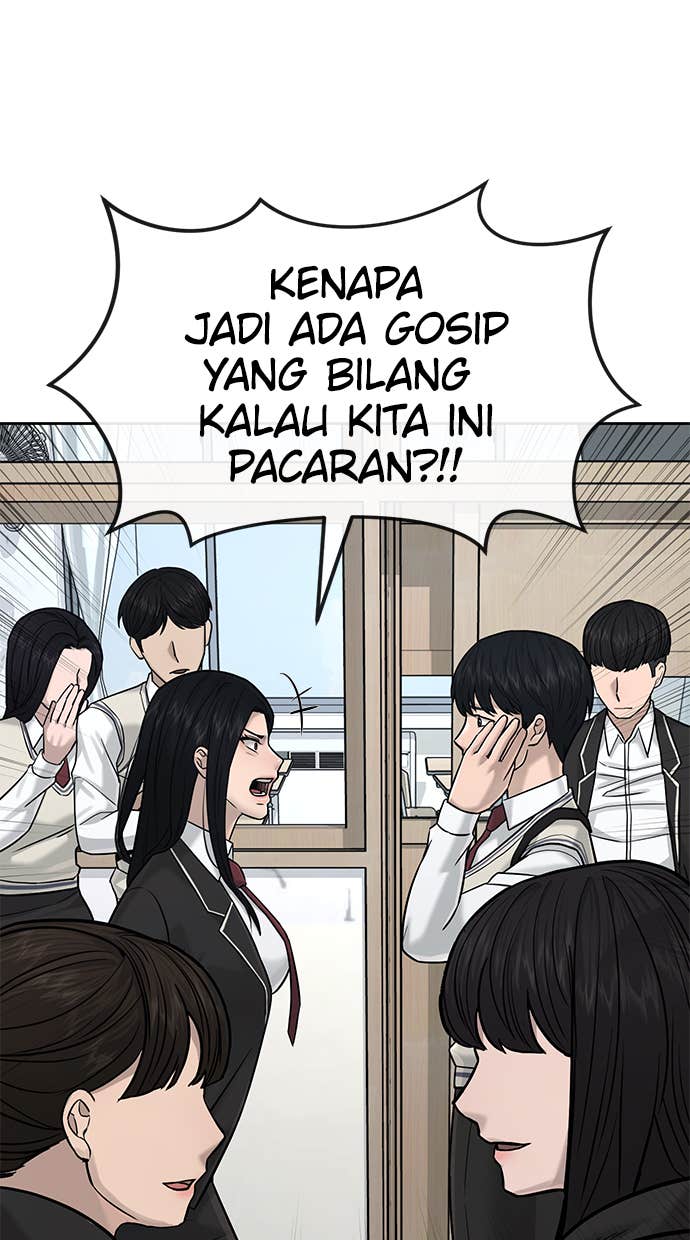 KENAPA
JADI ADA GOSIP
YANG BILANG
KALAU KITA INI
PACARAN?!!